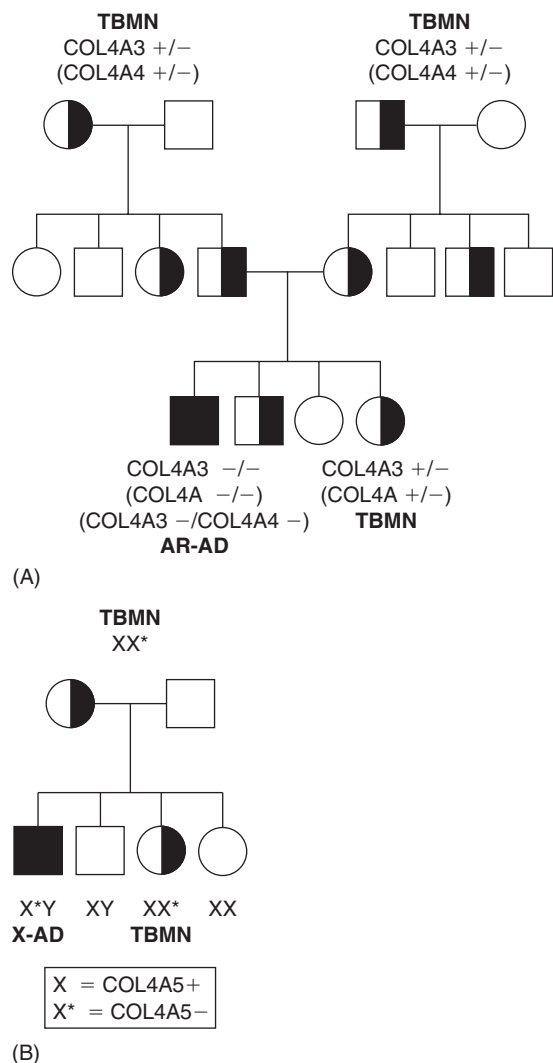 TBMN
COL4A3 +/−
(COL4A4 +/−)
TBMN
COL4A3 +/−
(COL4A4 +/−)
COL4A3 −/−
(COL4A −/−)
(COL4A3 −/COL4A4 −)
AR-AD
COL4A3 +/−
(COL4A +/−)
TBMN
(A)
TBMN
XX*
X*Y XY XX* XX
X-AD TBMN
X = COL4A5+
X* = COL4A5−
(B)